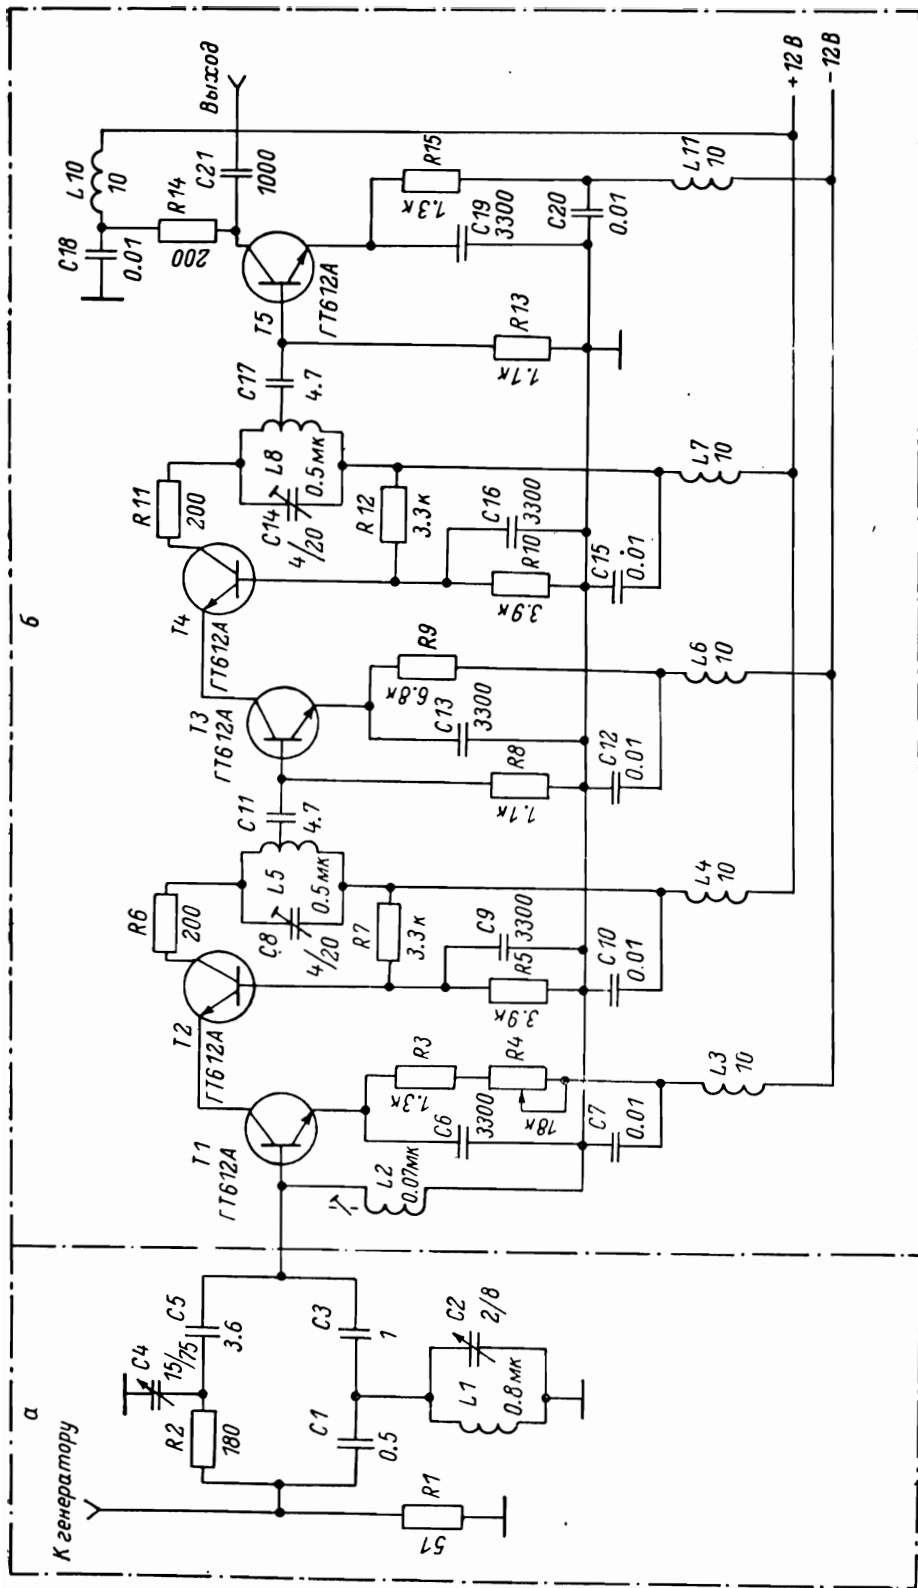 а
К генератору
R1
51
R2
180
C4
15/75
C5
3.6
C1
0.5
C3
1
L1
0.8мк
C2
2/8
б
T1
ГТ612А
L2
0.07мк
C6
3300
R3
1.3к
R4
18к
C7
0.01
L3
10
T2
ГТ612А
R6
200
C8
4/20
L5
0.5мк
R7
3.3к
C9
3300
R5
3.9к
C10
0.01
L4
10
C11
4.7
T3
ГТ612А
R8
1.1к
C13
3300
R9
6.8к
C12
0.01
L6
10
T4
ГТ612А
R11
200
C14
4/20
L8
0.5мк
R12
3.3к
C16
3300
R10
3.9к
C15
0.01
L7
10
C17
4.7
T5
ГТ612А
R13
1.1к
C18
0.01
L10
10
R14
200
C21
1000
Выход
R15
1.3к
C19
3300
C20
0.01
L11
10
+12В
-12В